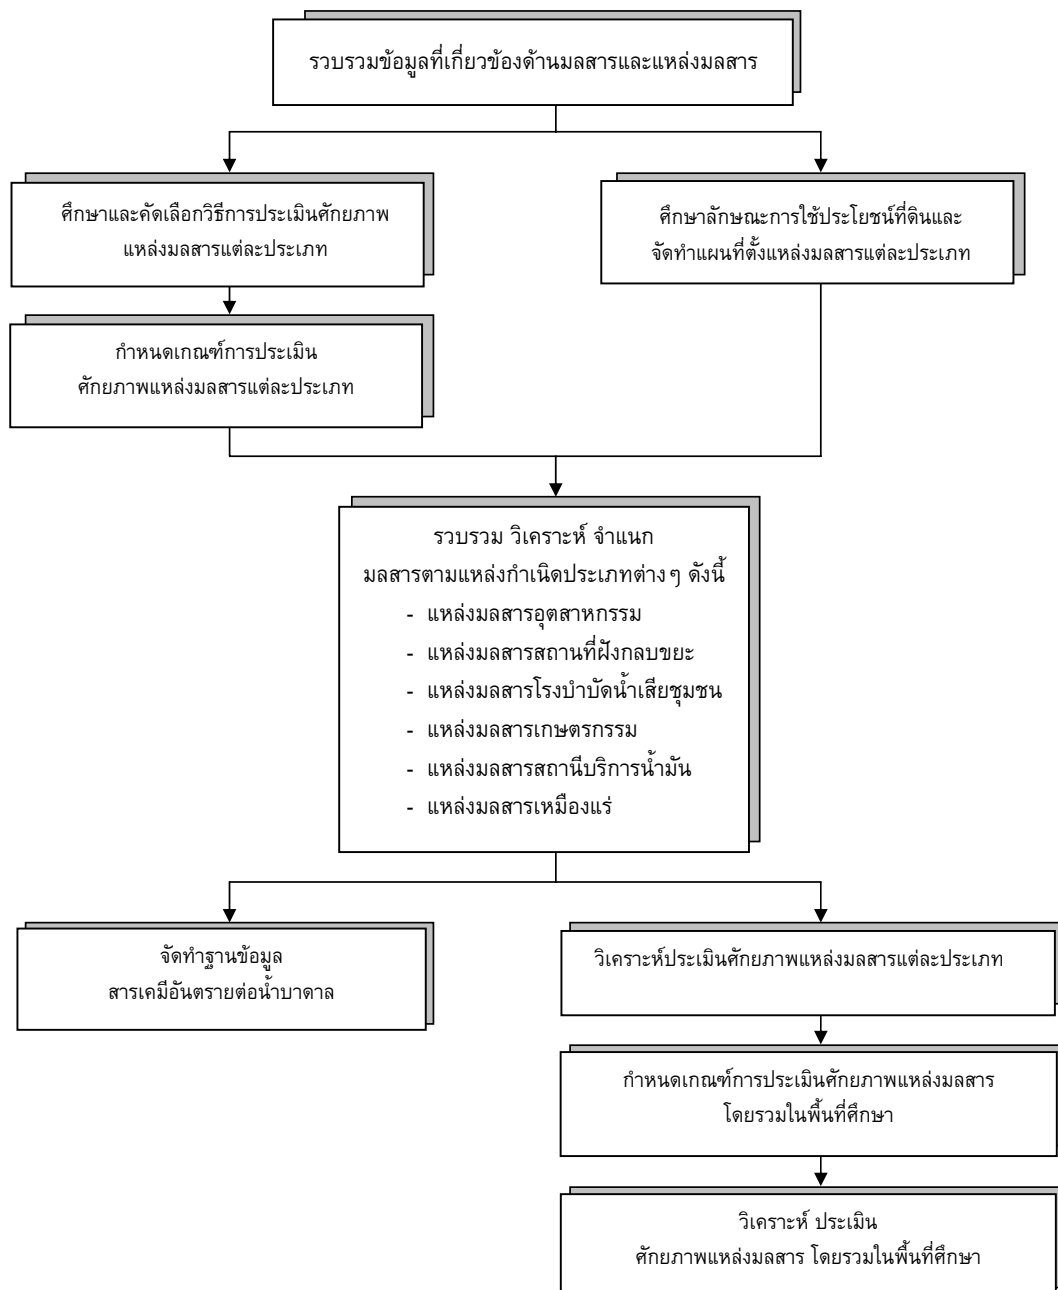 รวบรวมข้อมูลที่เกี่ยวข้องด้านมลสารและแหล่งมลสาร
ศึกษาและคัดเลือกวิธีการประเมินศักยภาพ
แหล่งมลสารแต่ละประเภท
ศึกษาลักษณะการใช้ประโยชน์ที่ดินและ
จัดทำแผนที่ตั้งแหล่งมลสารแต่ละประเภท
กำหนดเกณฑ์การประเมิน
ศักยภาพแหล่งมลสารแต่ละประเภท
รวบรวม วิเคราะห์ จำแนก
มลสารตามแหล่งกำเนิดประเภทต่างๆ ดังนี้
- แหล่งมลสารอุตสาหกรรม
- แหล่งมลสารสถานที่ฝังกลบขยะ
- แหล่งมลสารโรงบำบัดน้ำเสียชุมชน
- แหล่งมลสารเกษตรกรรม
- แหล่งมลสารสถานีบริการน้ำมัน
- แหล่งมลสารเหมืองแร่
จัดทำฐานข้อมูล
สารเคมีอันตรายต่อน้ำบาดาล
วิเคราะห์ประเมินศักยภาพแหล่งมลสารแต่ละประเภท
กำหนดเกณฑ์การประเมินศักยภาพแหล่งมลสาร
โดยรวมในพื้นที่ศึกษา
วิเคราะห์ ประเมิน
ศักยภาพแหล่งมลสาร โดยรวมในพื้นที่ศึกษา